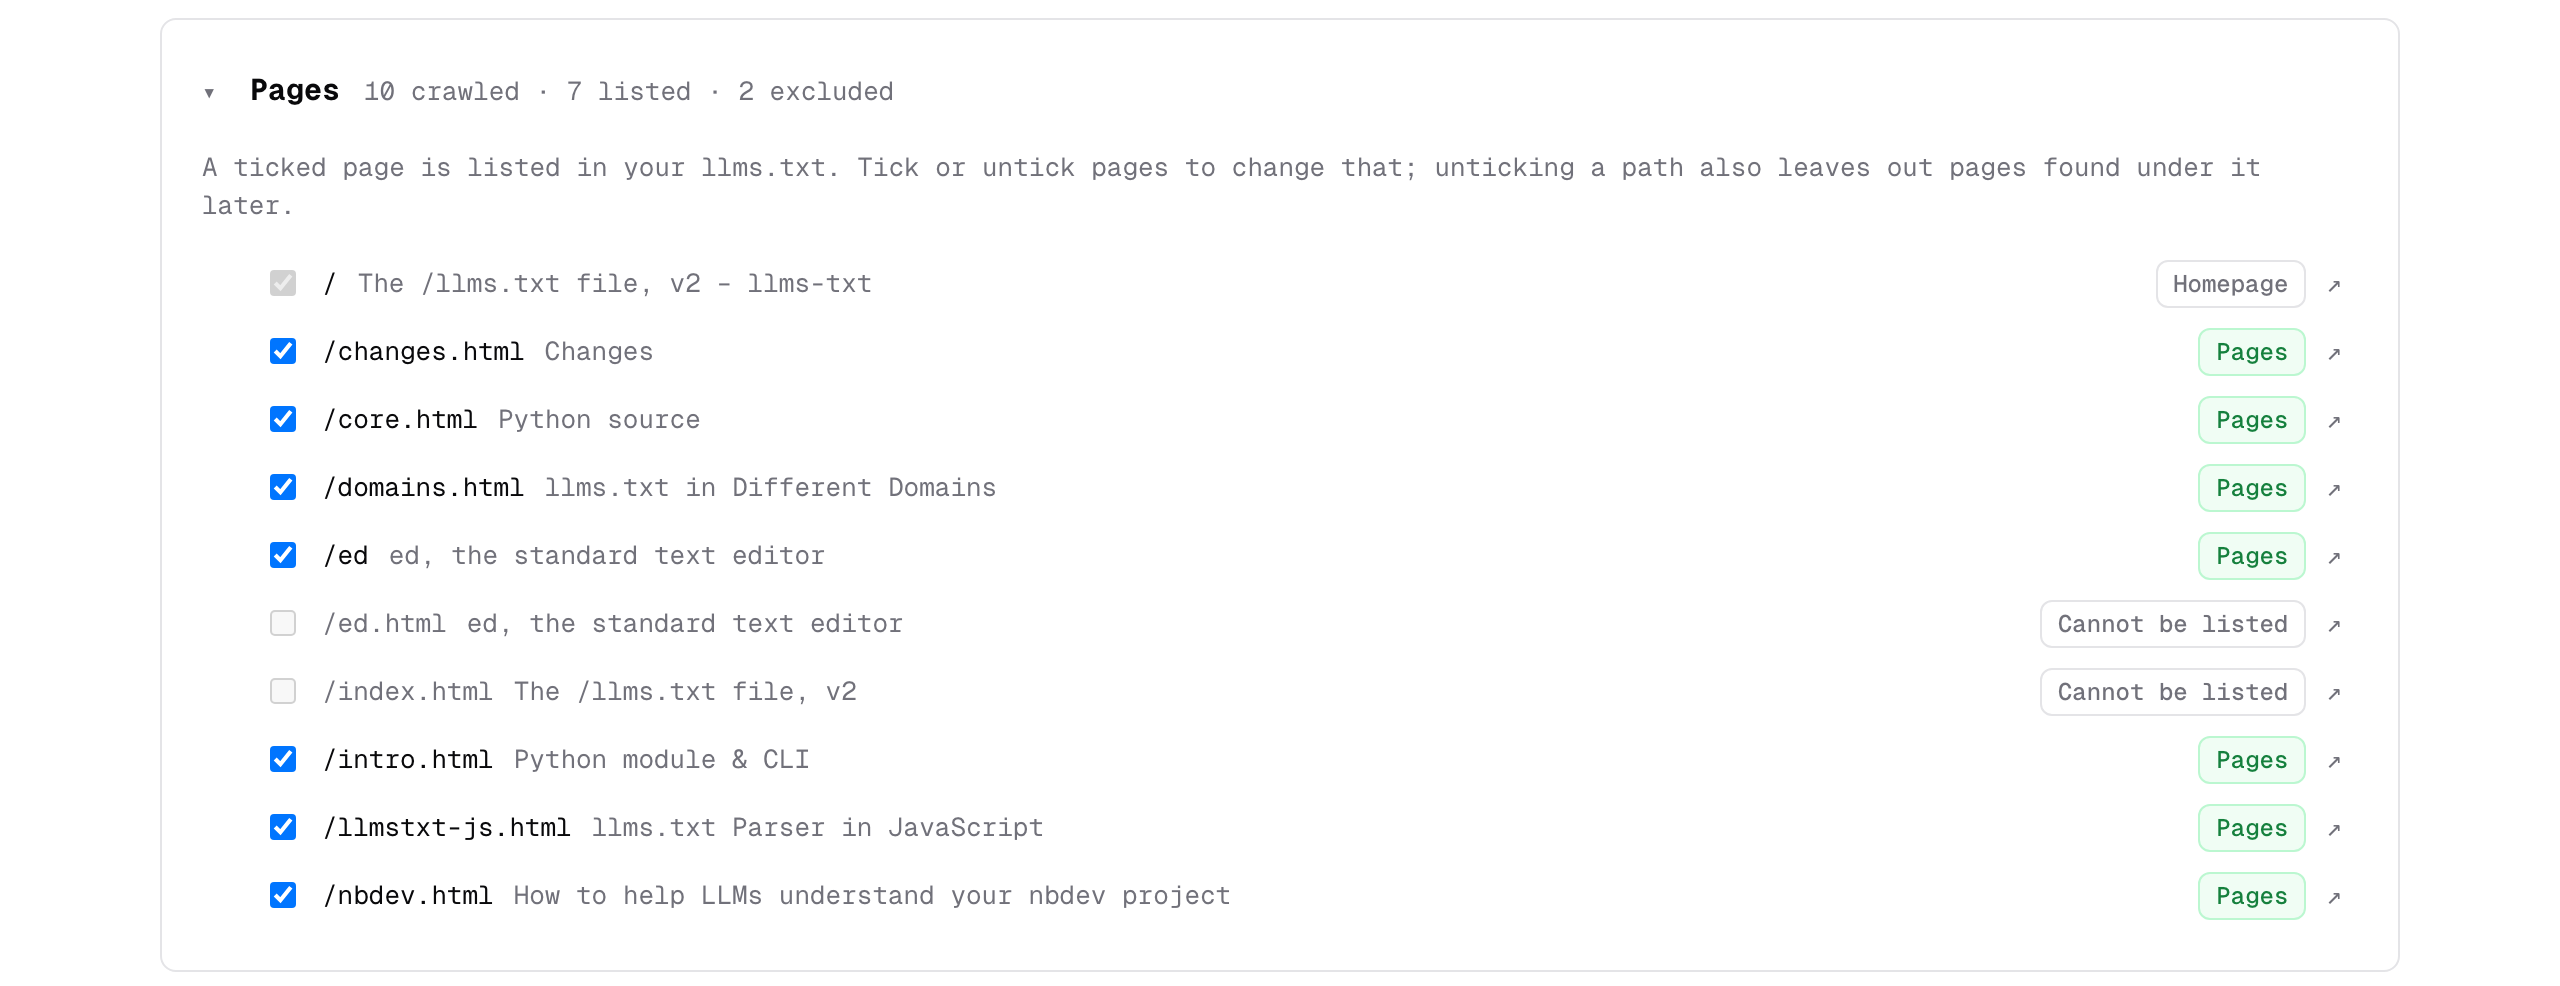 ▾ Pages 10 crawled · 7 listed · 2 excluded
A ticked page is listed in your llms.txt. Tick or untick pages to change that; unticking a path also leaves out pages found under it
later.
/ The /llms.txt file, v2 – llms-txt Homepage ↗
/changes.html Changes Pages ↗
/core.html Python source Pages ↗
/domains.html llms.txt in Different Domains Pages ↗
/ed ed, the standard text editor Pages ↗
/ed.html ed, the standard text editor Cannot be listed ↗
/index.html The /llms.txt file, v2 Cannot be listed ↗
/intro.html Python module & CLI Pages ↗
/llmstxt-js.html llms.txt Parser in JavaScript Pages ↗
/nbdev.html How to help LLMs understand your nbdev project Pages ↗